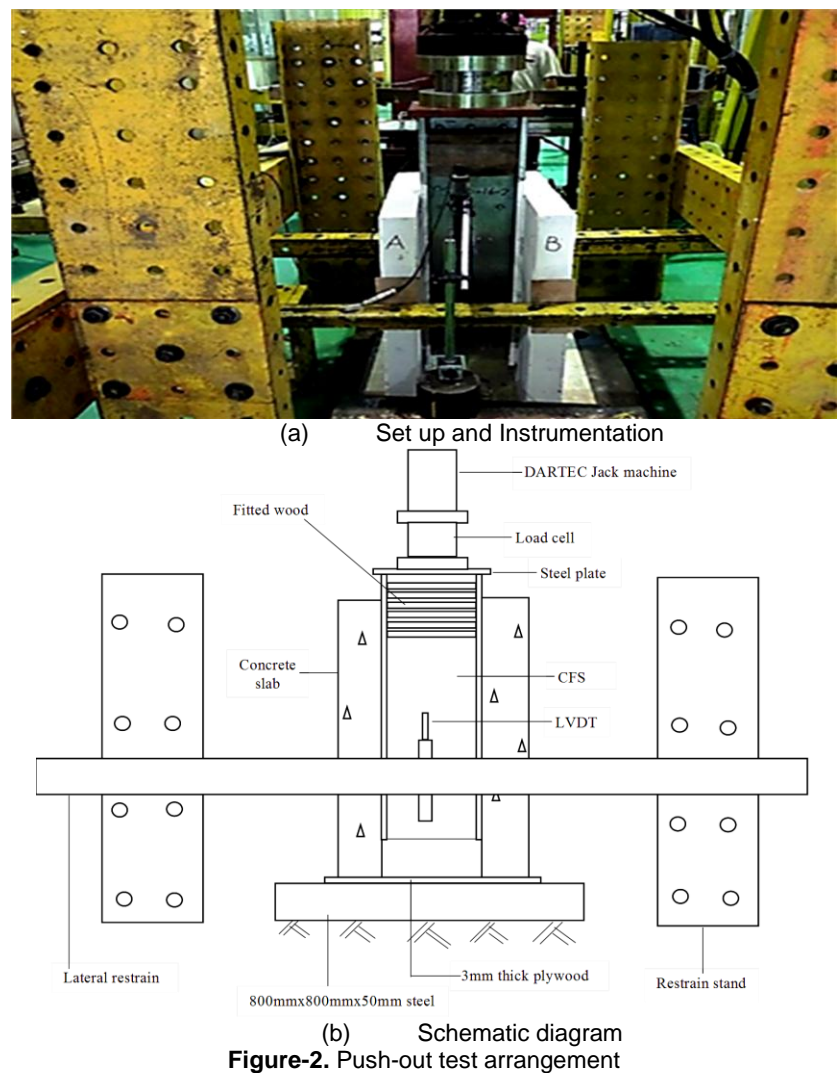 A
B
(a) Set up and Instrumentation
DARTEC Jack machine
Fitted wood
Load cell
Steel plate
Concrete
slab
CFS
LVDT
Lateral restrain
3mm thick plywood
Restrain stand
800mmx800mmx50mm steel
(b) Schematic diagram
Figure-2. Push-out test arrangement